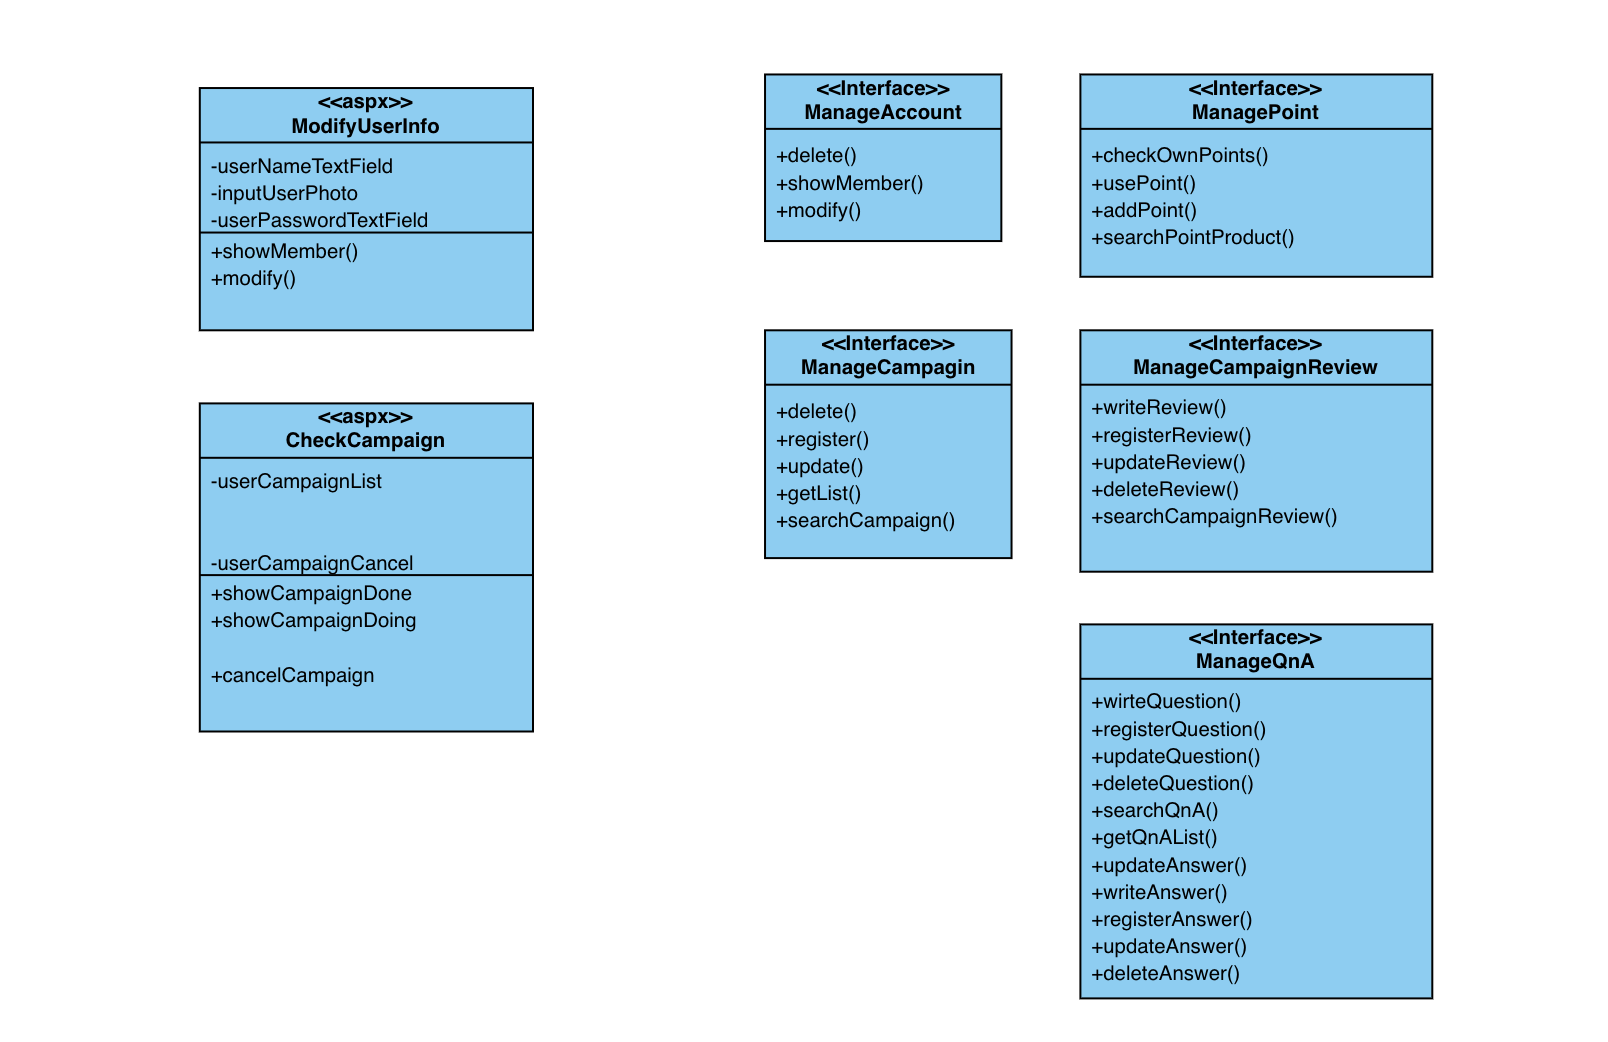 <<aspx>>
ModifyUserInfo
-userNameTextField
-inputUserPhoto
-userPasswordTextField
+showMember()
+modify()
<<aspx>>
CheckCampaign
-userCampaignList
-userCampaignCancel
+showCampaignDone
+showCampaignDoing
+cancelCampaign
<<Interface>>
ManageAccount
+delete()
+showMember()
+modify()
<<Interface>>
ManagePoint
+checkOwnPoints()
+usePoint()
+addPoint()
+searchPointProduct()
<<Interface>>
ManageCampagin
+delete()
+register()
+update()
+getList()
+searchCampaign()
<<Interface>>
ManageCampaignReview
+writeReview()
+registerReview()
+updateReview()
+deleteReview()
+searchCampaignReview()
<<Interface>>
ManageQnA
+wirteQuestion()
+registerQuestion()
+updateQuestion()
+deleteQuestion()
+searchQnA()
+getQnAList()
+updateAnswer()
+writeAnswer()
+registerAnswer()
+updateAnswer()
+deleteAnswer()